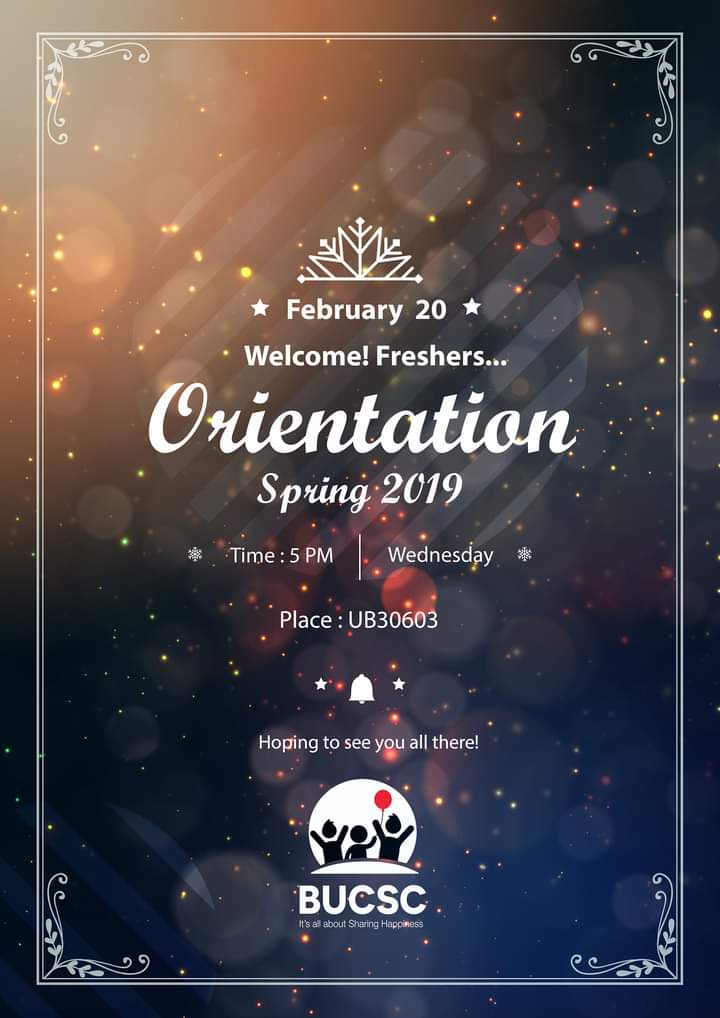 February 20
Welcome! Freshers...
Orientation
Spring 2019
Time : 5 PM
Wednesday
Place : UB30603
Hoping to see you all there!
BUCSC
It's all about Sharing Happiness